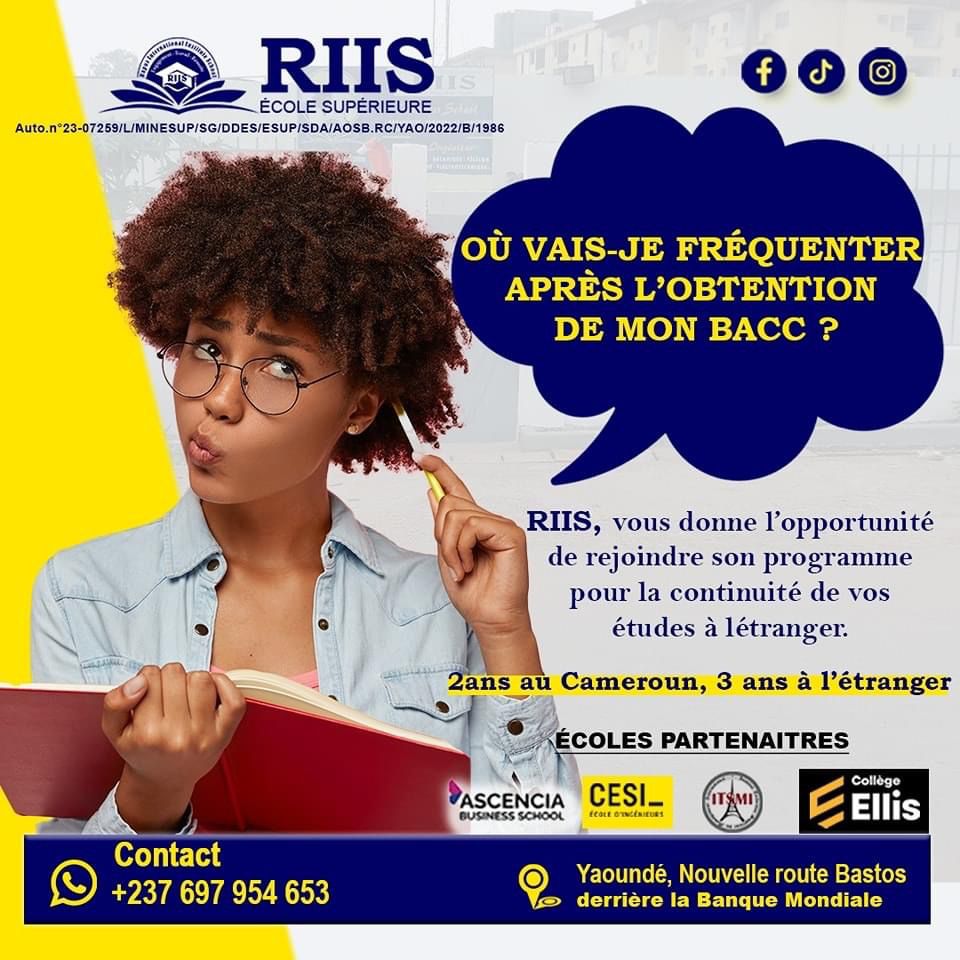 RIIS
RIIS
ÉCOLE SUPÉRIEURE
Auto.n°23-07259/L/MINESUP/SG/DDES/ESUP/SDA/AOSB.RC/YAO/2022/B/1986
OÙ VAIS-JE FRÉQUENTER
APRÈS L’OBTENTION
DE MON BACC ?
RIIS, vous donne l’opportunité
de rejoindre son programme
pour la continuité de vos
études à létranger.
2ans au Cameroun, 3 ans à l’étranger
ÉCOLES PARTENAITRES
ASCENCIA
BUSINESS SCHOOL
CESI_
ÉCOLE D'INGÉNIEURS
ITSMI
Collège
Ellis
Contact
+237 697 954 653
Yaoundé, Nouvelle route Bastos
derrière la Banque Mondiale